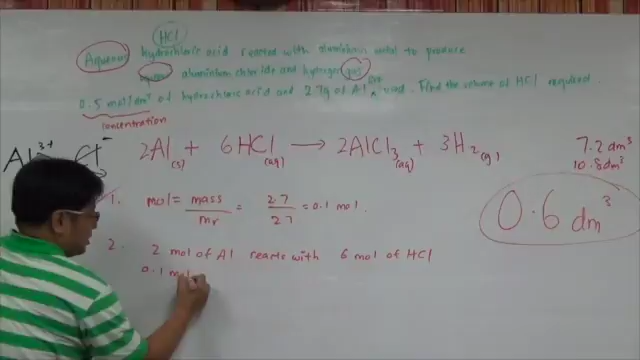 HCl
Aqueous hydrochloric acid reacted with aluminium metal to produce
aqueous aluminium chloride and hydrogen gas
0.5 mol/dm³ of hydrochloric acid and 2.7g of Al are used. Find the volume of HCl required.
concentration
Al³⁺ Cl⁻
2Al(s) + 6HCl(aq) → 2AlCl₃(aq) + 3H₂(g)
7.2 dm³
10.8 dm³
0.6 dm³
1. mol = mass/mr = 2.7/27 = 0.1 mol.
2. 2 mol of Al reacts with 6 mol of HCl
0.1 mol